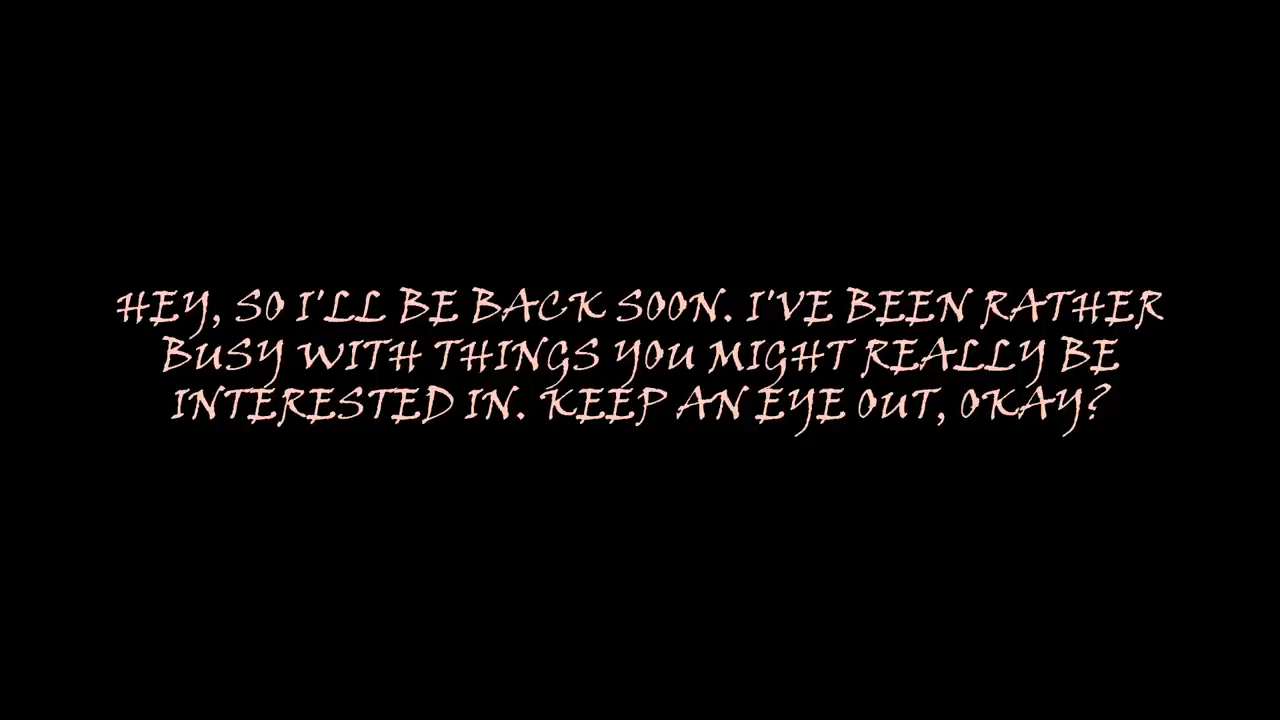 HEY, SO I'LL BE BACK SOON. I'VE BEEN RATHER
BUSY WITH THINGS YOU MIGHT REALLY BE
INTERESTED IN. KEEP AN EYE OUT, OKAY?